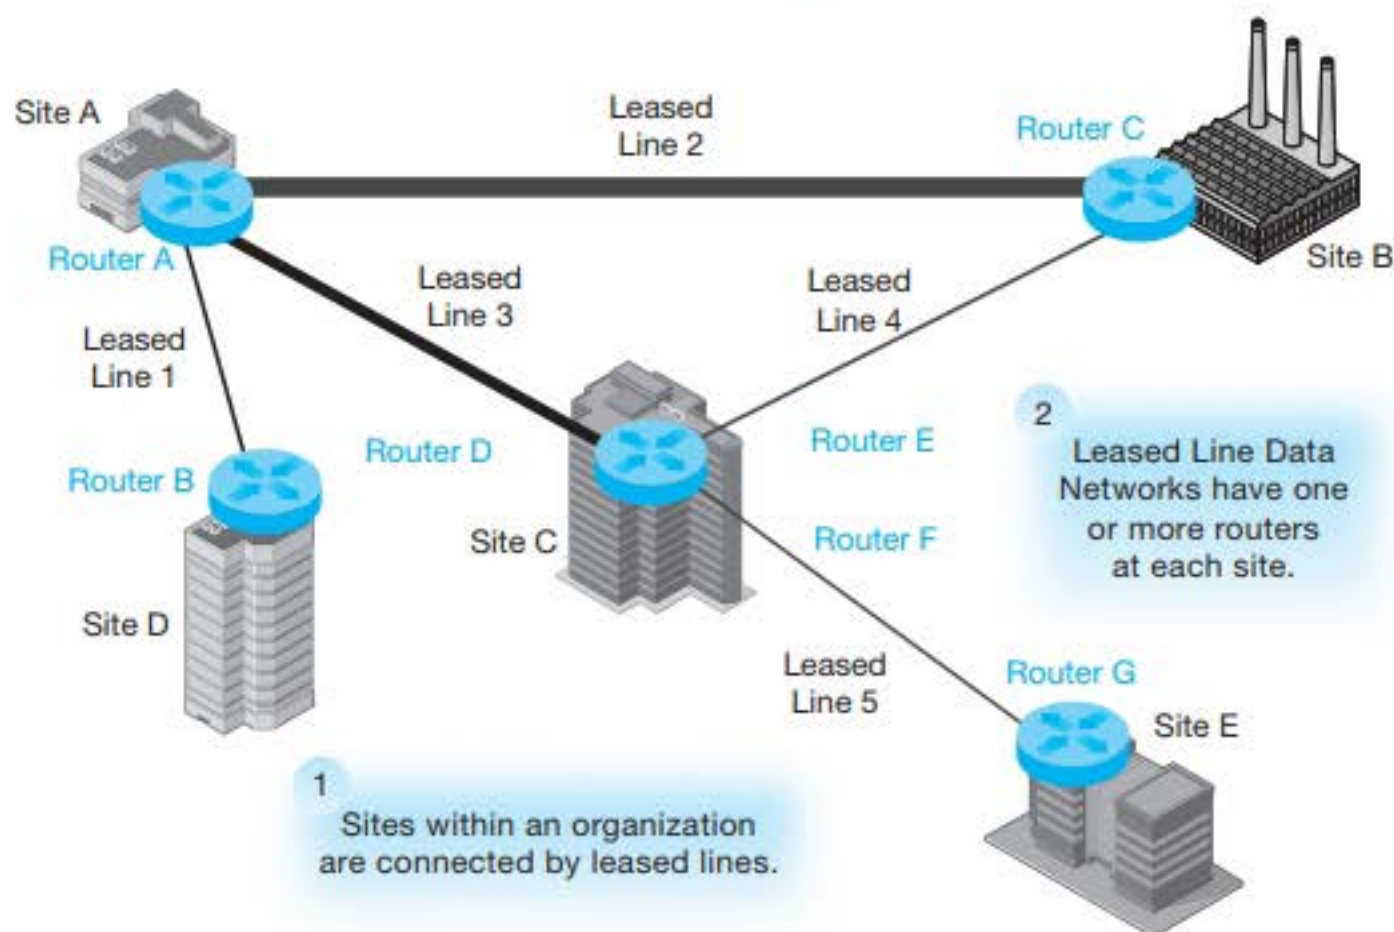 Site A
Leased
Line 2
Router C
Router A
Site B
Leased
Line 3
Leased
Line 4
Leased
Line 1
2
Leased Line Data
Networks have one
or more routers
at each site.
Router D
Router E
Router B
Site C
Router F
Site D
Leased
Line 5
Router G
Site E
1
Sites within an organization
are connected by leased lines.